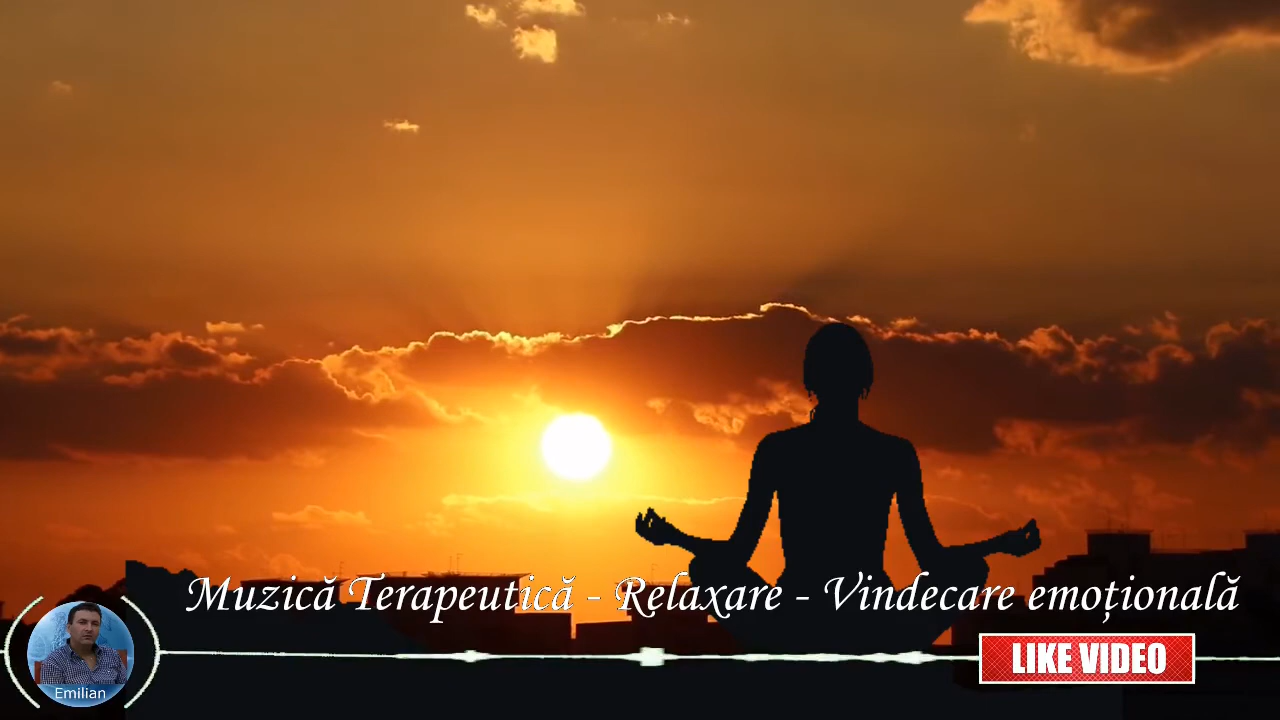 Muzică Terapeutică - Relaxare - Vindecare emoțională
LIKE VIDEO
Emilian